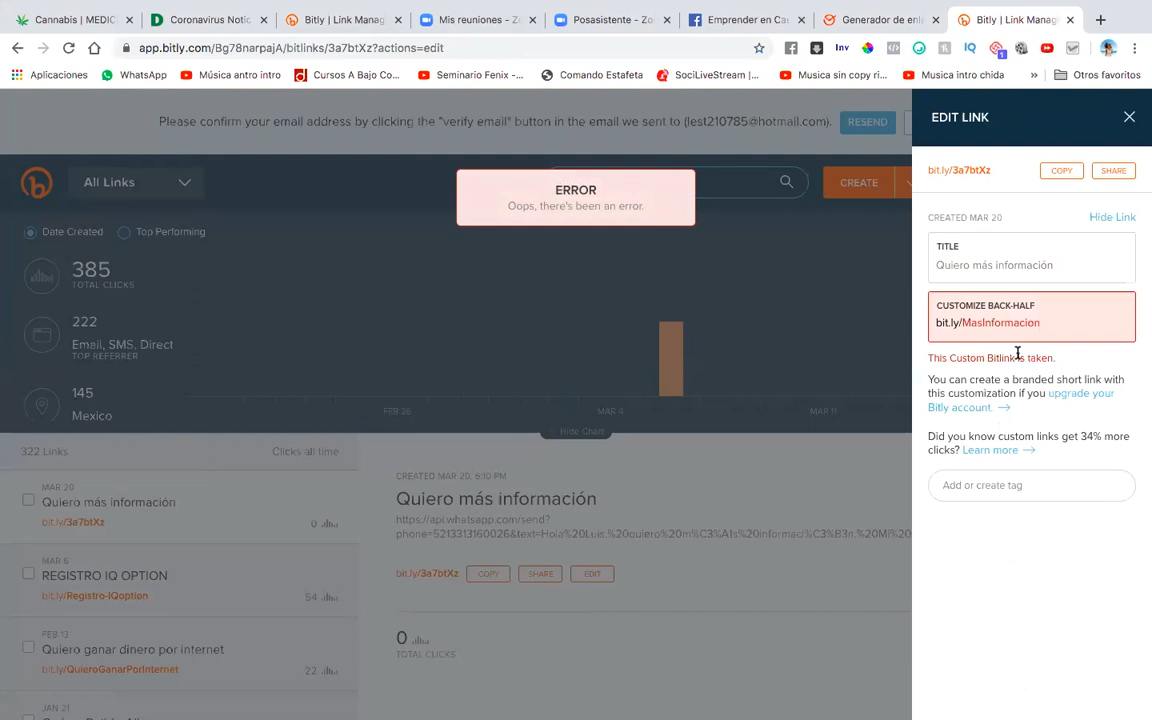 Cannabis | MEDIC
Coronavirus Notic
Bitly | Link Manag
Mis reuniones - Ze
Posasistente - Zoo
Emprender en Cas
Generador de enl
Bitly | Link Manage
app.bitly.com/Bg78narpajA/bitlinks/3a7btXz?actions=edit
Aplicaciones
WhatsApp
Música antro intro
Cursos A Bajo Co...
Seminario Fenix -...
Comando Estafeta
SociLiveStream |...
Musica sin copy ri...
Musica intro chida
Otros favoritos
Please confirm your email address by clicking the "verify email" button in the email we sent to (lest210785@hotmail.com).
RESEND
All Links
CREATE
ERROR
Oops, there's been an error.
Date Created
Top Performing
385
TOTAL CLICKS
222
Email, SMS, Direct
TOP REFERRER
145
Mexico
FEB 26
MAR 4
MAR 11
Hide Chart
322 Links
Clicks all time
MAR 20
Quiero más información
bit.ly/3a7btXz
0
MAR 6
REGISTRO IQ OPTION
bit.ly/Registro-IQoption
54
FEB 13
Quiero ganar dinero por internet
bit.ly/QuieroGanarPorInternet
22
JAN 21
CREATED MAR 20, 5:10 PM
Quiero más información
https://api.whatsapp.com/send?
phone=5213313160026&text=Hola%20Luis,%20quiero%20m%C3%A1s%20informaci%C3%B3n.%20Mi%20
bit.ly/3a7btXz
COPY
SHARE
EDIT
0
TOTAL CLICKS
EDIT LINK
bit.ly/3a7btXz
COPY
SHARE
CREATED MAR 20
Hide Link
TITLE
Quiero más información
CUSTOMIZE BACK-HALF
bit.ly/MasInformacion
This Custom Bitlink is taken.
You can create a branded short link with
this customization if you upgrade your
Bitly account. →
Did you know custom links get 34% more
clicks? Learn more →
Add or create tag